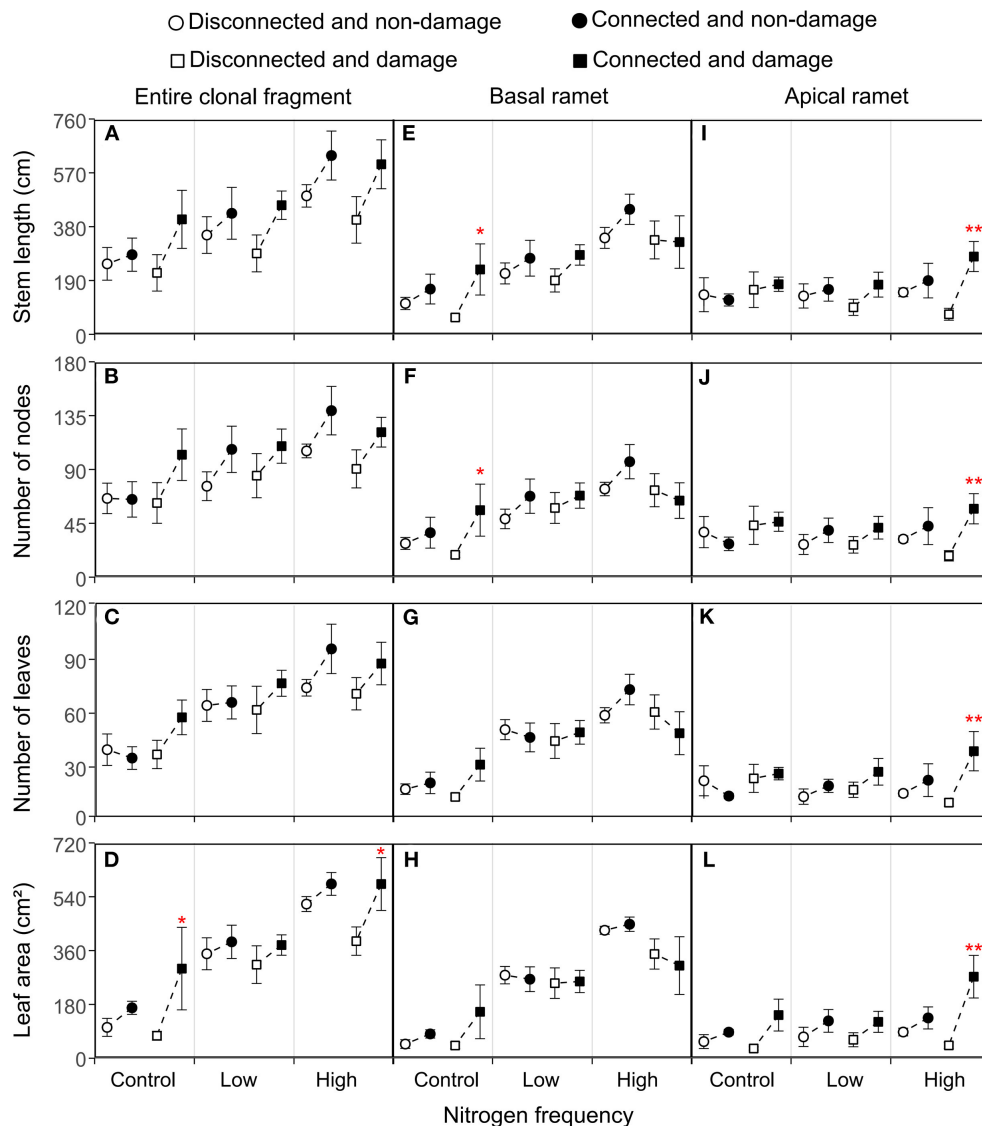 Disconnected and non-damage Connected and non-damage
Disconnected and damage Connected and damage
Entire clonal fragment Basal ramet Apical ramet
A E I
Stem length (cm)
760
570
380
190
0
* **
B F J
Number of nodes
180
135
90
45
0
* **
C G K
Number of leaves
120
90
60
30
0
**
D H L
Leaf area (cm²)
720
540
360
180
0
* * **
Control Low High Control Low High Control Low High
Nitrogen frequency